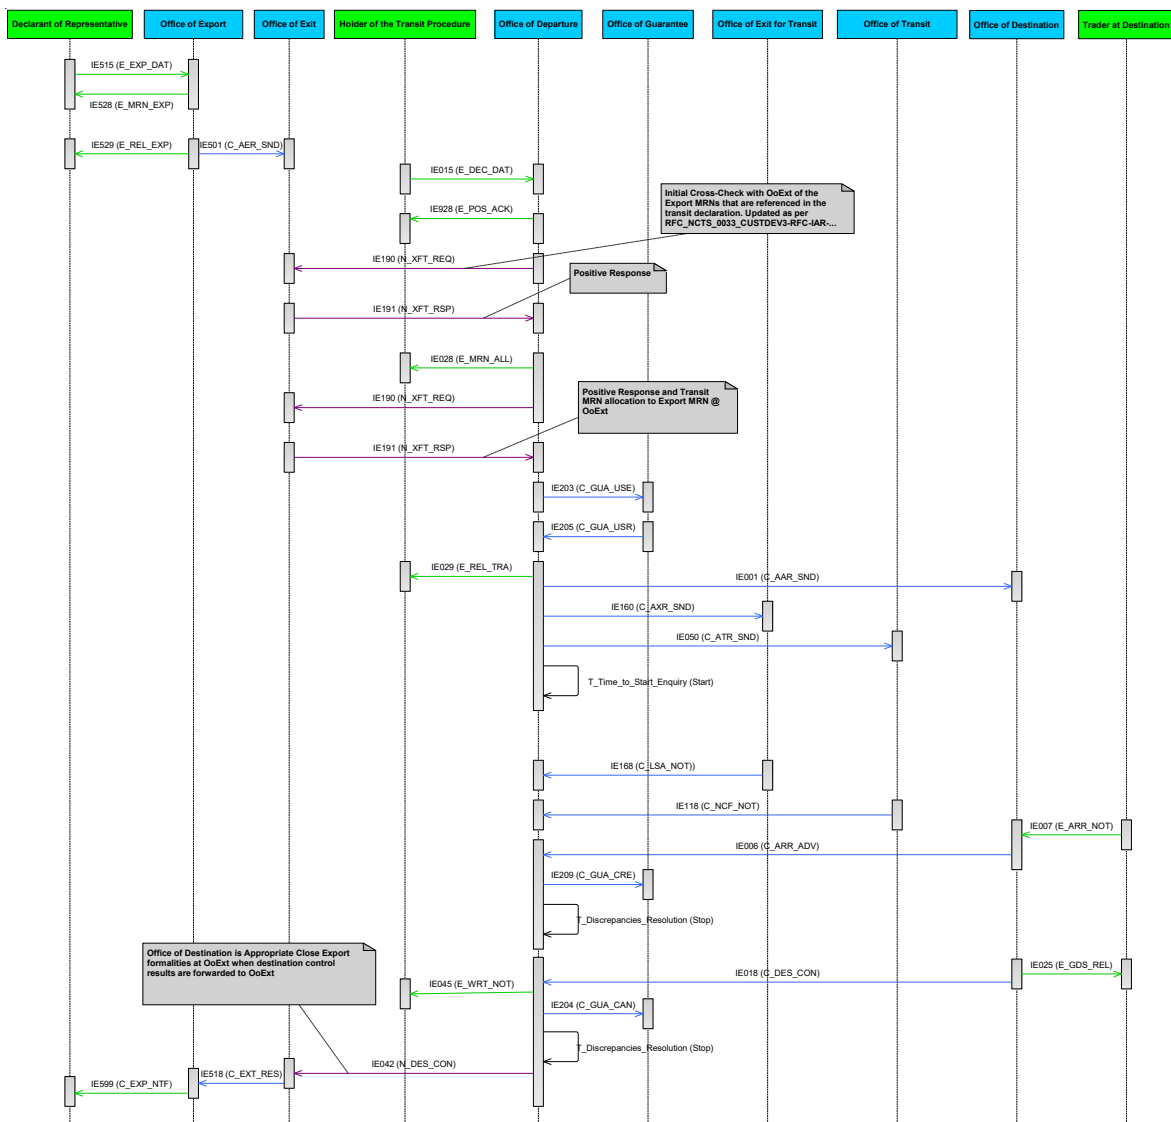 Declarant of Representative
Office of Export
Office of Exit
Holder of the Transit Procedure
Office of Departure
Office of Guarantee
Office of Exit for Transit
Office of Transit
Office of Destination
Trader at Destination
IE515 (E_EXP_DAT)
IE528 (E_MRN_EXP)
IE529 (E_REL_EXP)
IE501 (C_AER_SND)
IE015 (E_DEC_DAT)
Initial Cross-Check with OoExt of the
Export MRNs that are referenced in the
transit declaration. Updated as per
RFC_NCTS_0033_CUSTDEV3-RFC-IAR-...
IE928 (E_POS_ACK)
IE190 (N_XFT_REQ)
Positive Response
IE191 (N_XFT_RSP)
IE028 (E_MRN_ALL)
Positive Response and Transit
MRN allocation to Export MRN @
OoExt
IE190 (N_XFT_REQ)
IE191 (N_XFT_RSP)
IE203 (C_GUA_USE)
IE205 (C_GUA_USR)
IE029 (E_REL_TRA)
IE001 (C_AAR_SND)
IE160 (C_AXR_SND)
IE050 (C_ATR_SND)
T_Time_to_Start_Enquiry (Start)
IE168 (C_LSA_NOT))
IE118 (C_NCF_NOT)
IE007 (E_ARR_NOT)
IE006 (C_ARR_ADV)
IE209 (C_GUA_CRE)
T_Discrepancies_Resolution (Stop)
Office of Destination is Appropriate Close Export
formalities at OoExt when destination control
results are forwarded to OoExt
IE018 (C_DES_CON)
IE025 (E_GDS_REL)
IE045 (E_WRT_NOT)
IE204 (C_GUA_CAN)
T_Discrepancies_Resolution (Stop)
IE042 (N_DES_CON)
IE518 (C_EXT_RES)
IE599 (C_EXP_NTF)